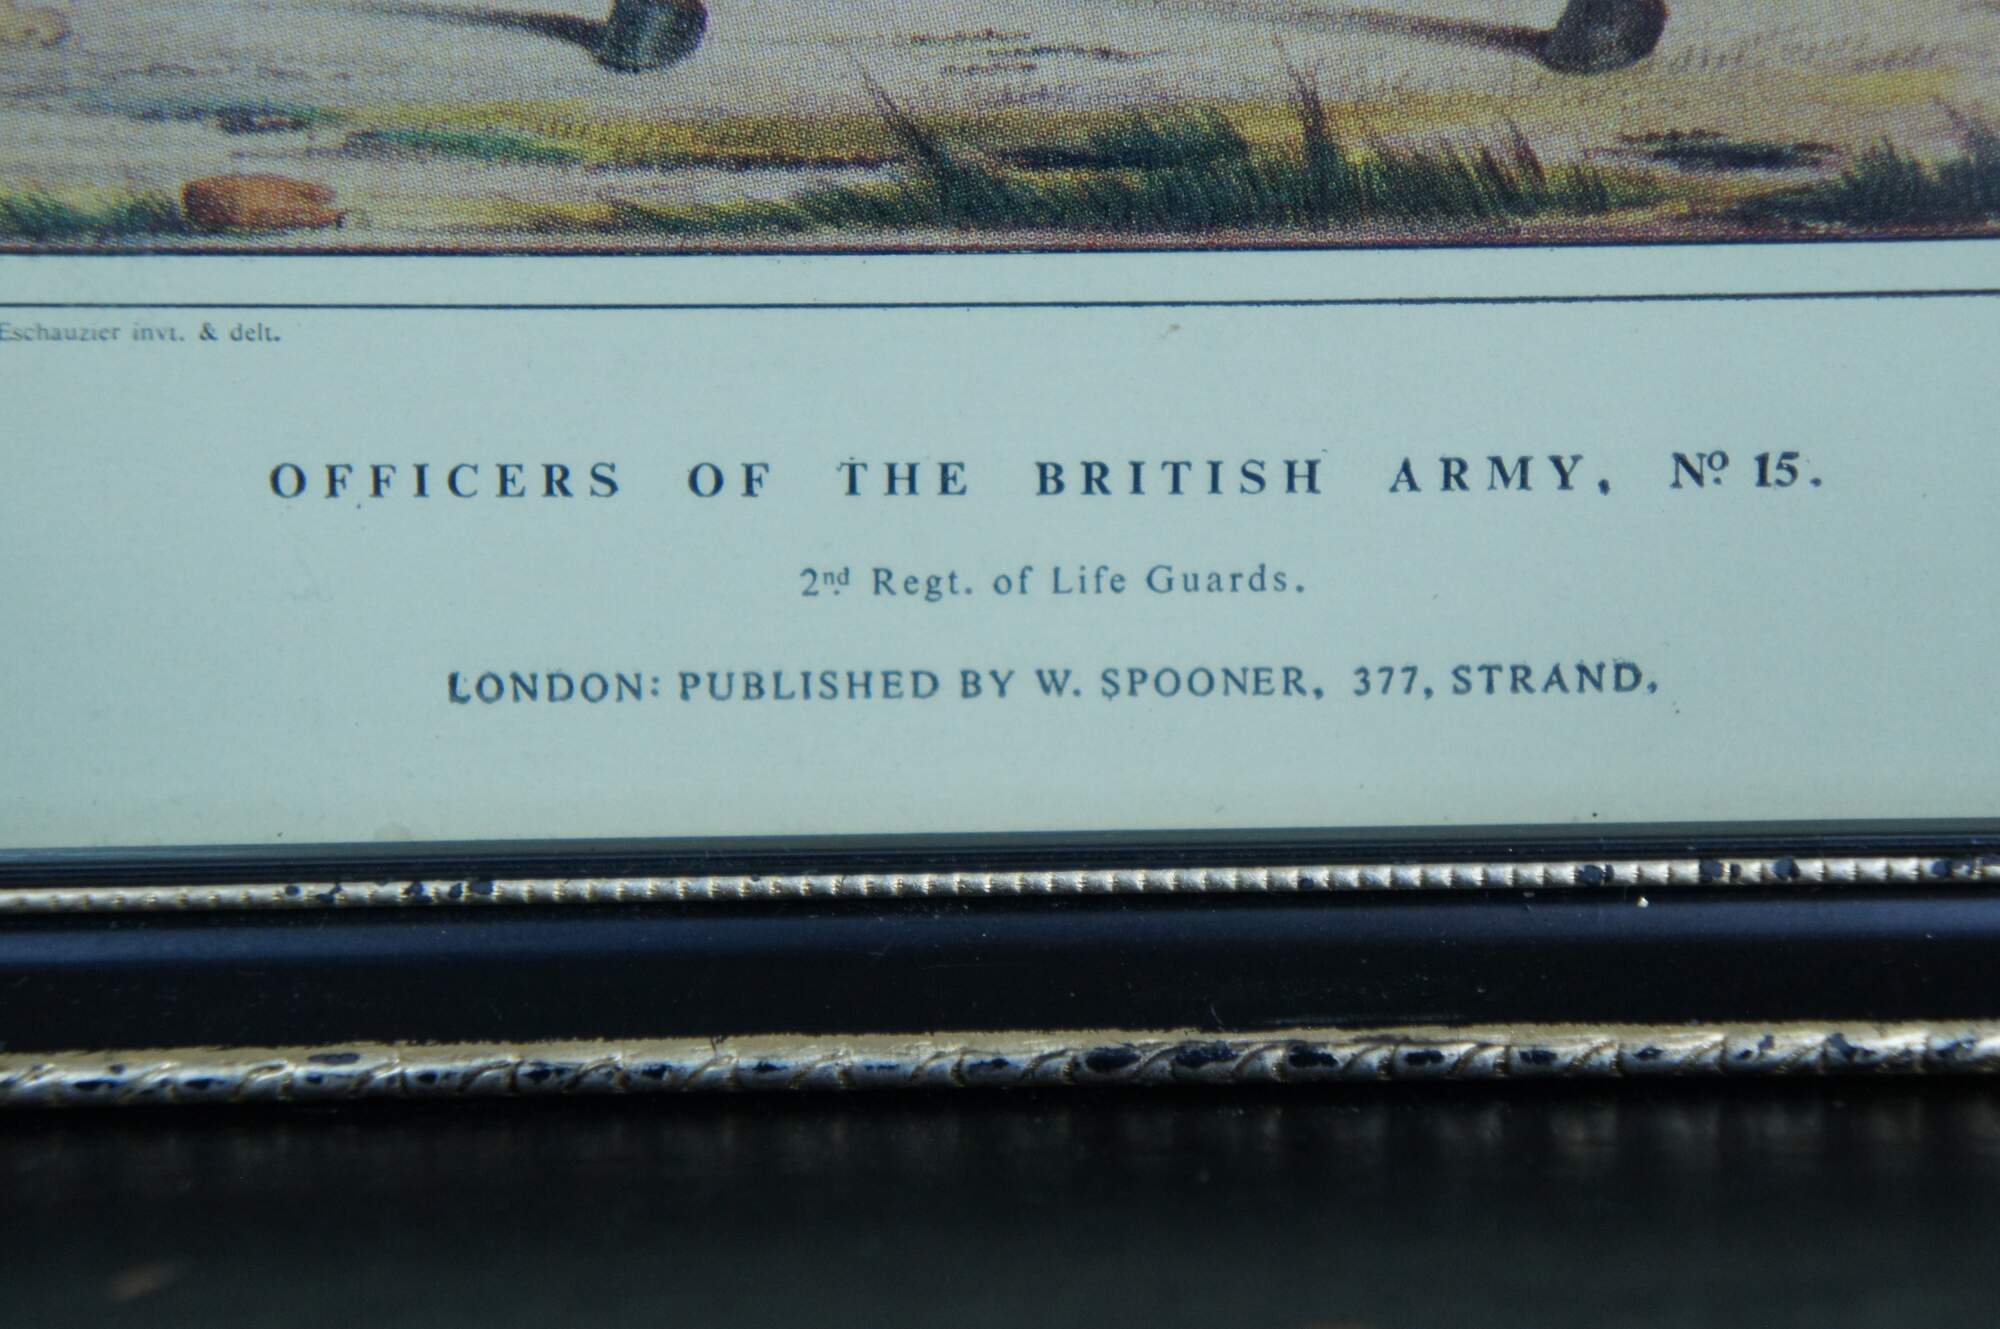 Eschauzier invt. & delt.
OFFICERS OF THE BRITISH ARMY, Nº 15.
2nd Regt. of Life Guards.
LONDON: PUBLISHED BY W. SPOONER, 377, STRAND,